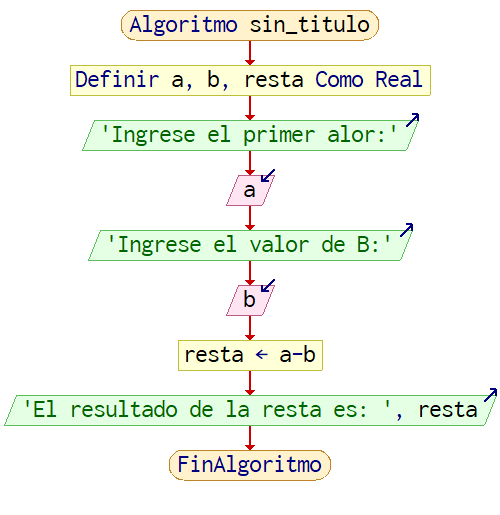 Algoritmo sin_titulo
Definir a, b, resta Como Real
'Ingrese el primer alor:'
a
'Ingrese el valor de B:'
b
resta ← a-b
'El resultado de la resta es: ', resta
FinAlgoritmo